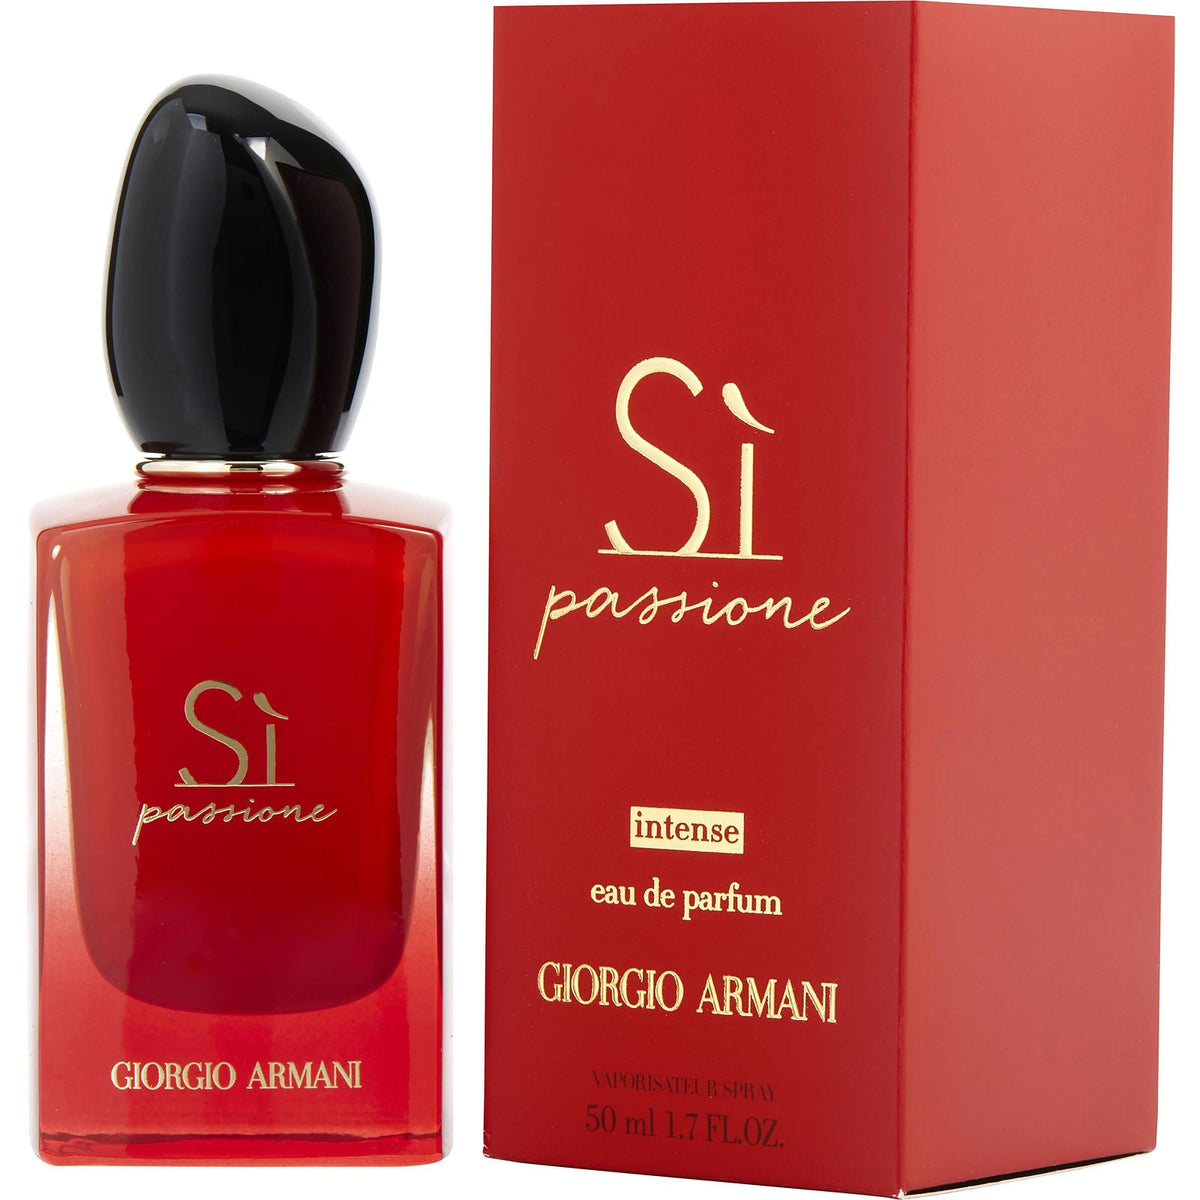 Sì
passione
GIORGIO ARMANI
Sì
passione
intense
eau de parfum
GIORGIO ARMANI
VAPORISATEUR SPRAY
50 ml 1.7 FL.OZ.